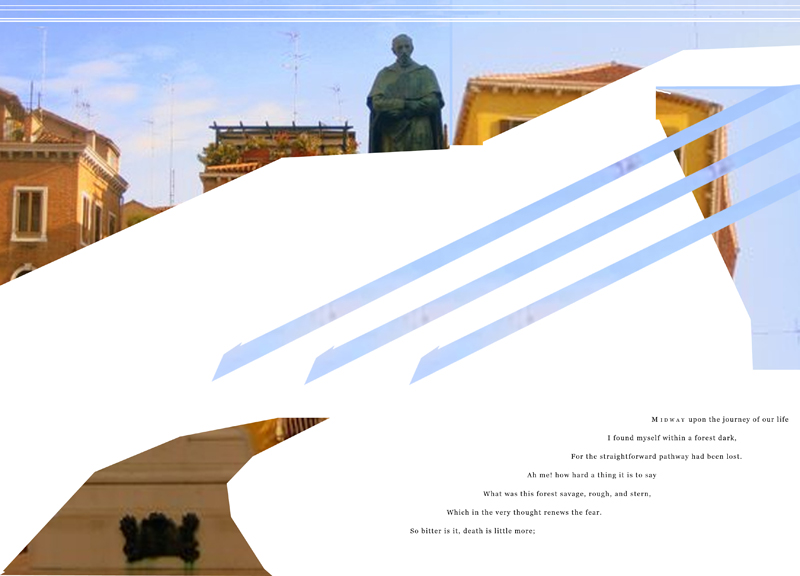 MIDWAY upon the journey of our life
I found myself within a forest dark,
For the straightforward pathway had been lost.
Ah me! how hard a thing it is to say
What was this forest savage, rough, and stern,
Which in the very thought renews the fear.
So bitter is it, death is little more;